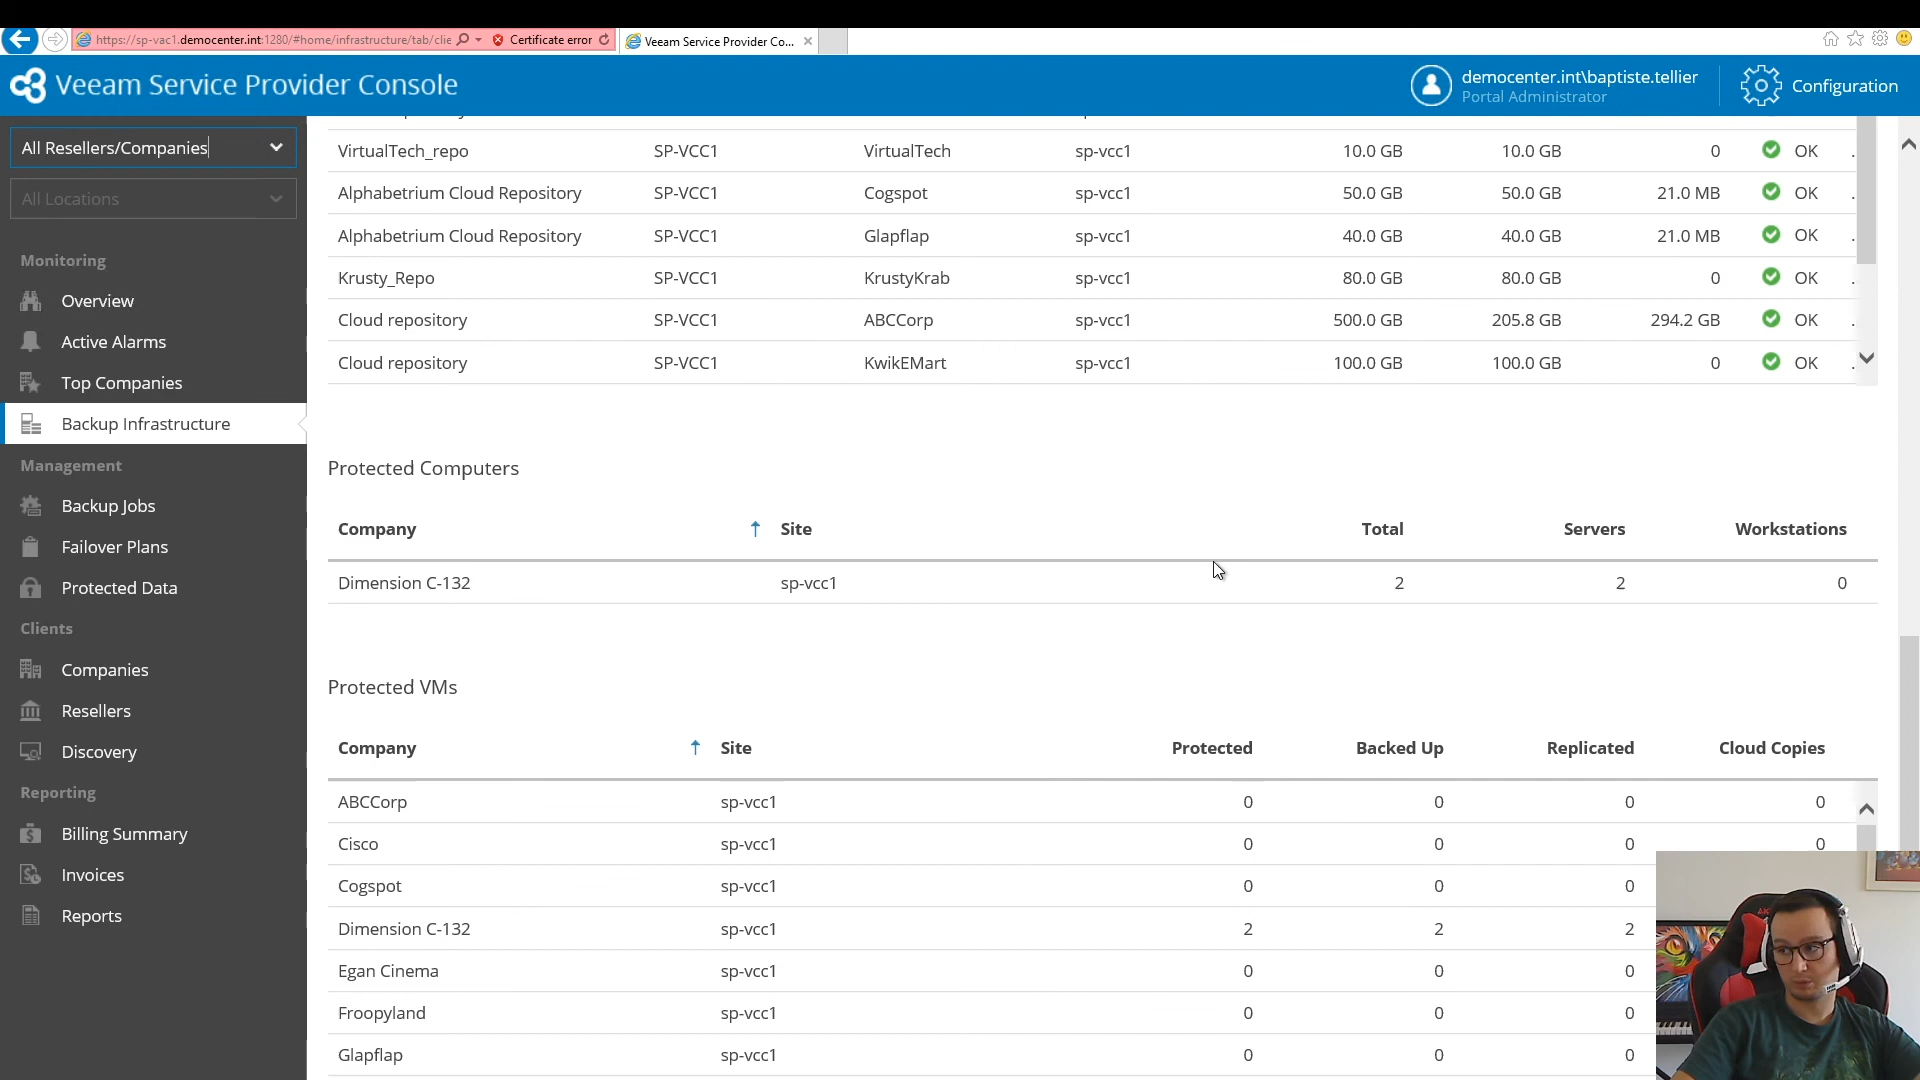 https://sp-vac1.democenter.int:1280/#home/infrastructure/tab/clie Certificate error Veeam Service Provider Co...
Veeam Service Provider Console
democenter.int\baptiste.tellier
Portal Administrator
Configuration
All Resellers/Companies
All Locations
Monitoring
Overview
Active Alarms
Top Companies
Backup Infrastructure
Management
Backup Jobs
Failover Plans
Protected Data
Clients
Companies
Resellers
Discovery
Reporting
Billing Summary
Invoices
Reports
VirtualTech_repo SP-VCC1 VirtualTech sp-vcc1 10.0 GB 10.0 GB 0 OK .
Alphabetrium Cloud Repository SP-VCC1 Cogspot sp-vcc1 50.0 GB 50.0 GB 21.0 MB OK .
Alphabetrium Cloud Repository SP-VCC1 Glapflap sp-vcc1 40.0 GB 40.0 GB 21.0 MB OK .
Krusty_Repo SP-VCC1 KrustyKrab sp-vcc1 80.0 GB 80.0 GB 0 OK .
Cloud repository SP-VCC1 ABCCorp sp-vcc1 500.0 GB 205.8 GB 294.2 GB OK .
Cloud repository SP-VCC1 KwikEMart sp-vcc1 100.0 GB 100.0 GB 0 OK .
Protected Computers
Company Site Total Servers Workstations
Dimension C-132 sp-vcc1 2 2 0
Protected VMs
Company Site Protected Backed Up Replicated Cloud Copies
ABCCorp sp-vcc1 0 0 0 0
Cisco sp-vcc1 0 0 0 0
Cogspot sp-vcc1 0 0 0
Dimension C-132 sp-vcc1 2 2 2
Egan Cinema sp-vcc1 0 0 0
Froopyland sp-vcc1 0 0 0
Glapflap sp-vcc1 0 0 0